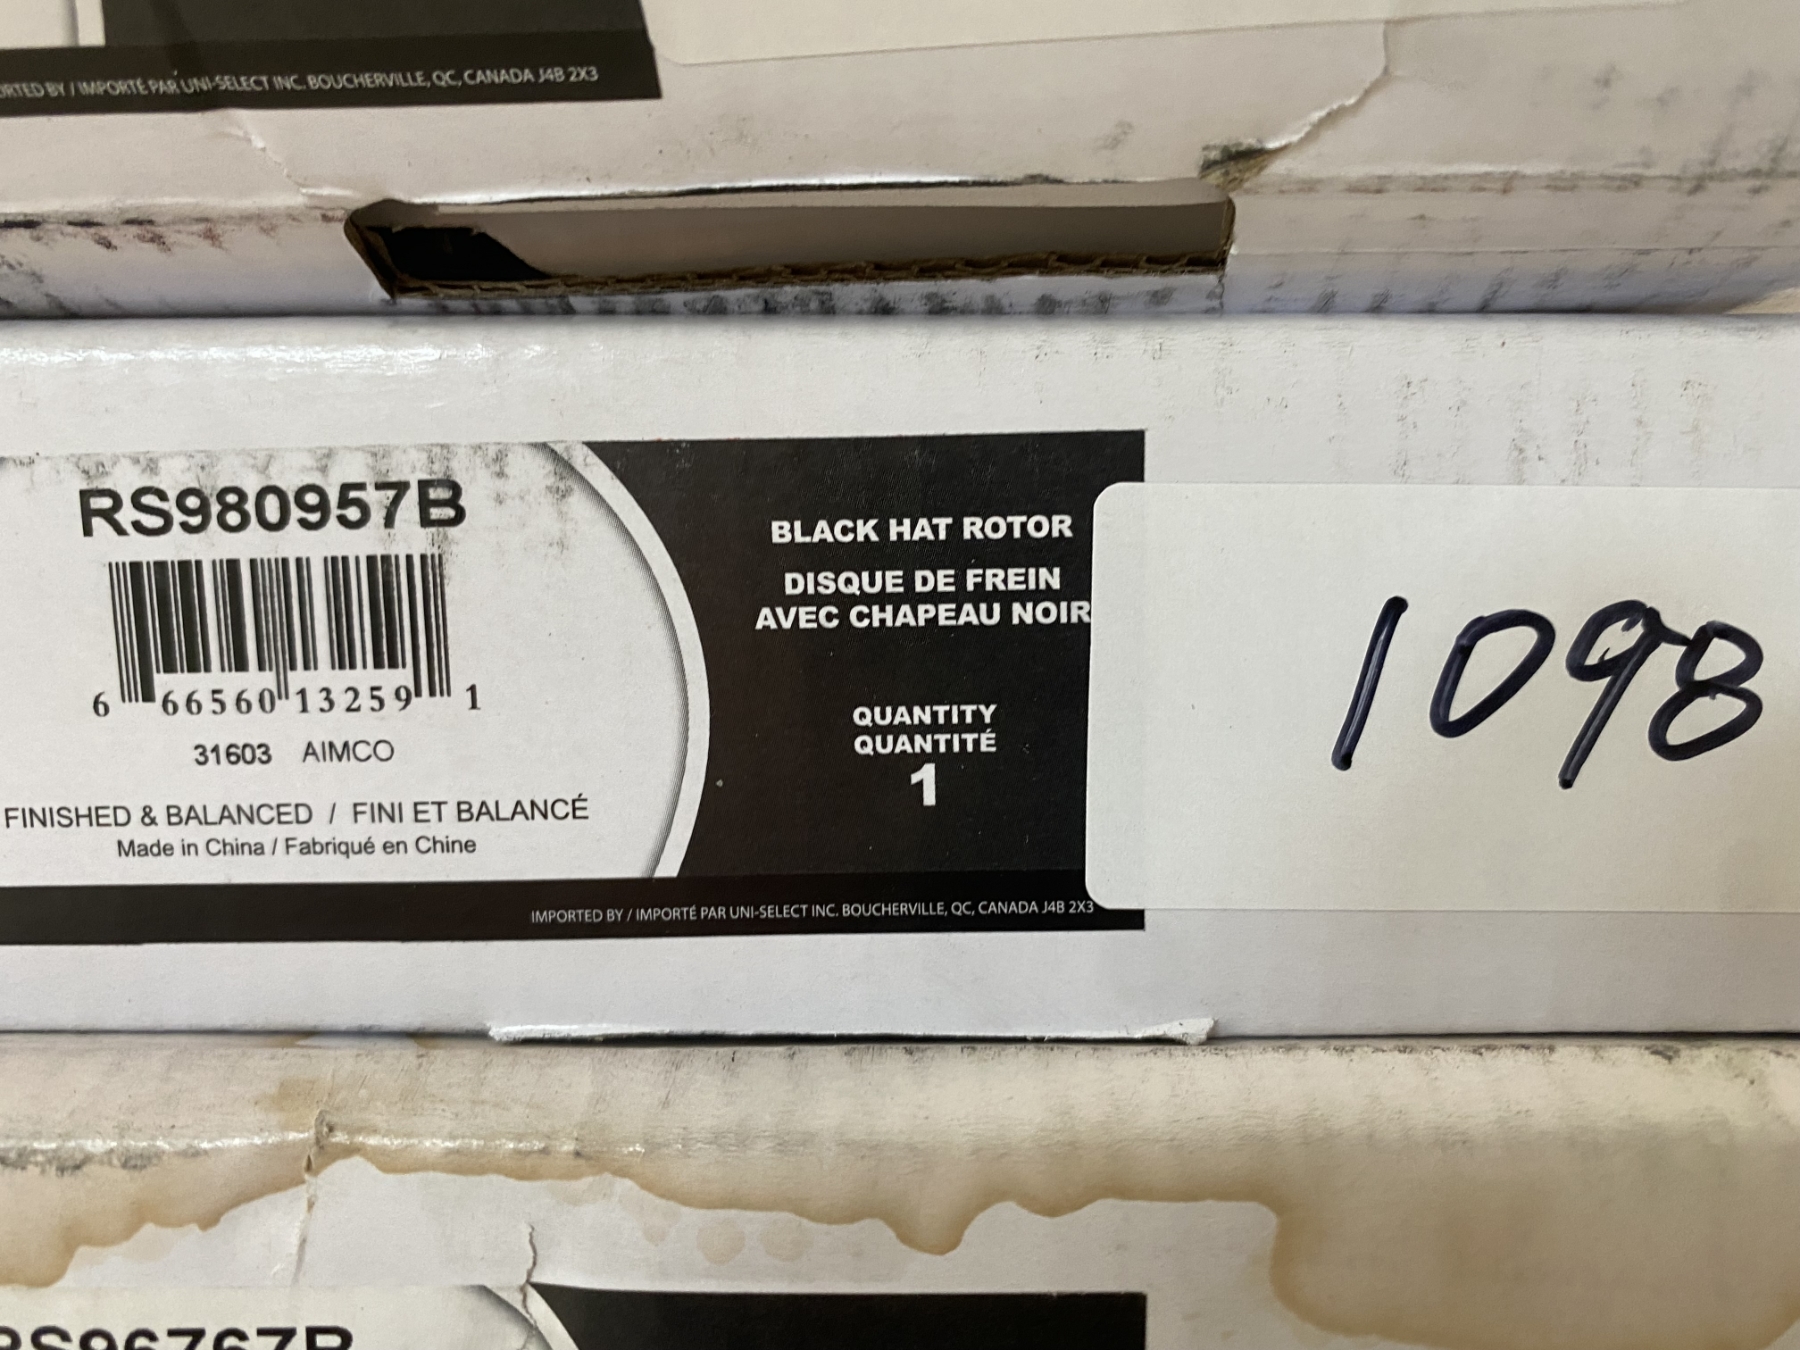 IMPORTÉ PAR UNI-SELECT INC. BOUCHERVILLE, QC, CANADA J4B 2X3
RS980957B
6 66560 13259 1
31603 AIMCO
FINISHED & BALANCED / FINI ET BALANCÉ
Made in China / Fabriqué en Chine
BLACK HAT ROTOR
DISQUE DE FREIN
AVEC CHAPEAU NOIR
QUANTITY
QUANTITÉ
1
IMPORTED BY / IMPORTÉ PAR UNI-SELECT INC. BOUCHERVILLE, QC, CANADA J4B 2X3
1098